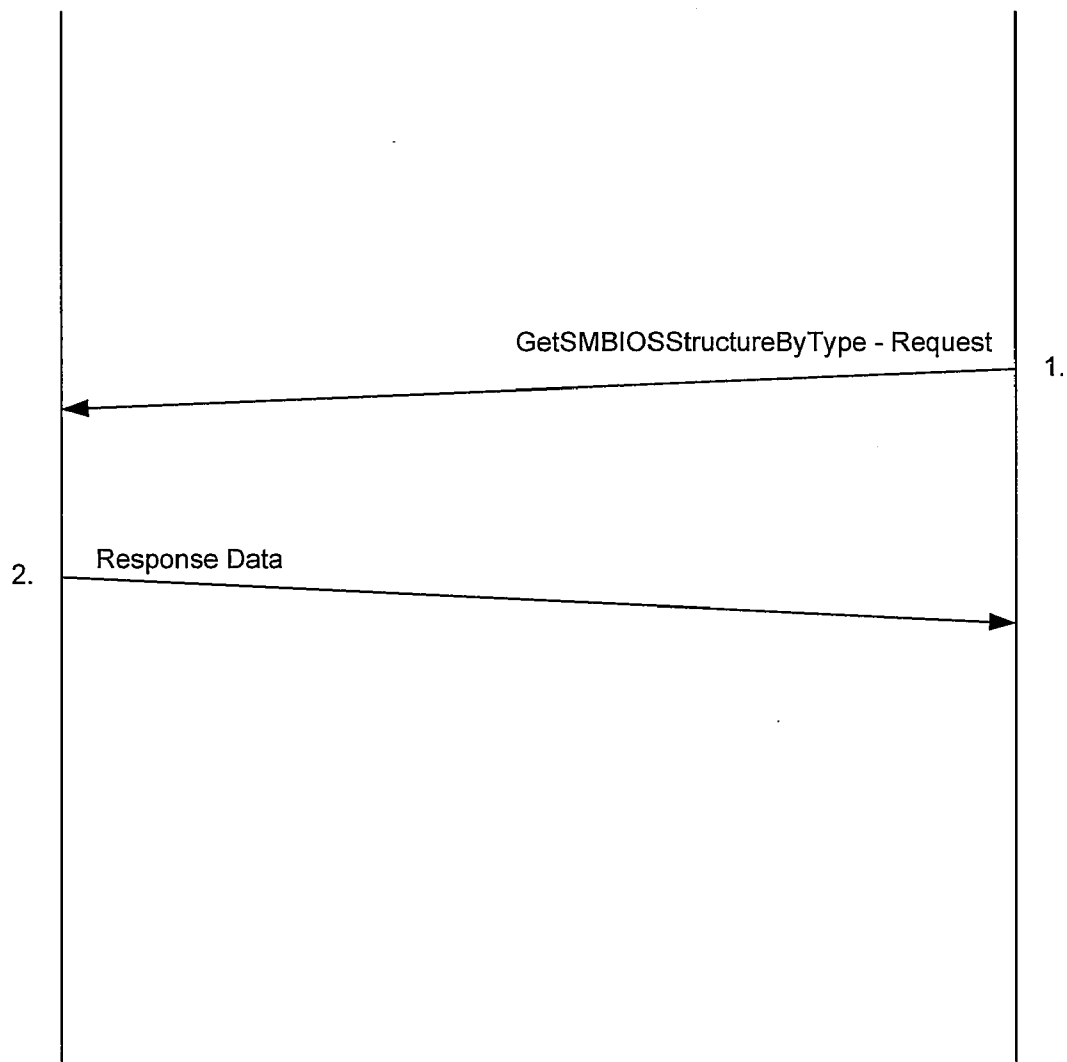 GetSMBIOSStructureByType - Request
1.
Response Data
2.